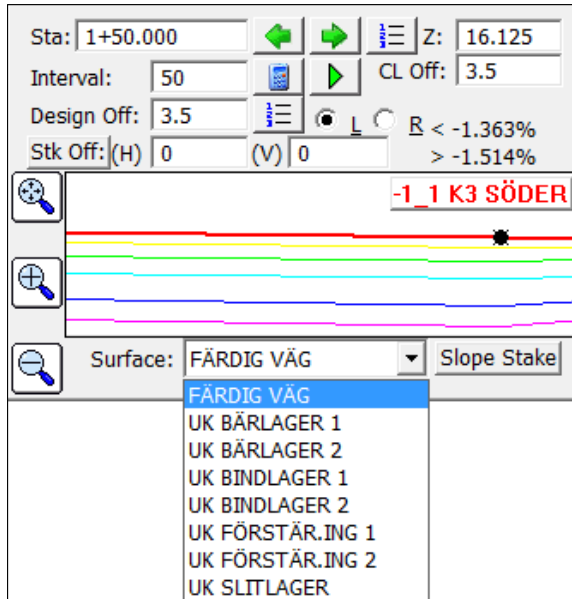 Sta: 1+50.000 Z: 16.125
Interval: 50 CL Off: 3.5
Design Off: 3.5 L R < -1.363%
Stk Off: (H) 0 (V) 0 > -1.514%
-1_1 K3 SÖDER
Surface: FÄRDIG VÄG Slope Stake
FÄRDIG VÄG
UK BÄRLAGER 1
UK BÄRLAGER 2
UK BINDLAGER 1
UK BINDLAGER 2
UK FÖRSTÄR.ING 1
UK FÖRSTÄR.ING 2
UK SLITLAGER